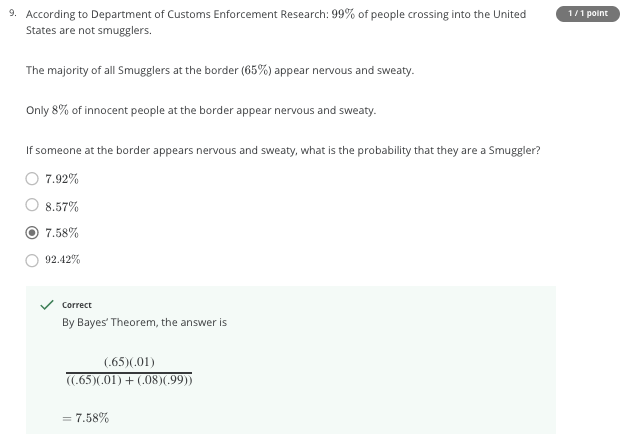 9. According to Department of Customs Enforcement Research: 99% of people crossing into the United
1 / 1 point
States are not smugglers.
The majority of all Smugglers at the border (65%) appear nervous and sweaty.
Only 8% of innocent people at the border appear nervous and sweaty.
If someone at the border appears nervous and sweaty, what is the probability that they are a Smuggler?
7.92%
8.57%
7.58%
92.42%
Correct
By Bayes' Theorem, the answer is
(.65)(.01)
((.65)(.01) + (.08)(.99))
= 7.58%